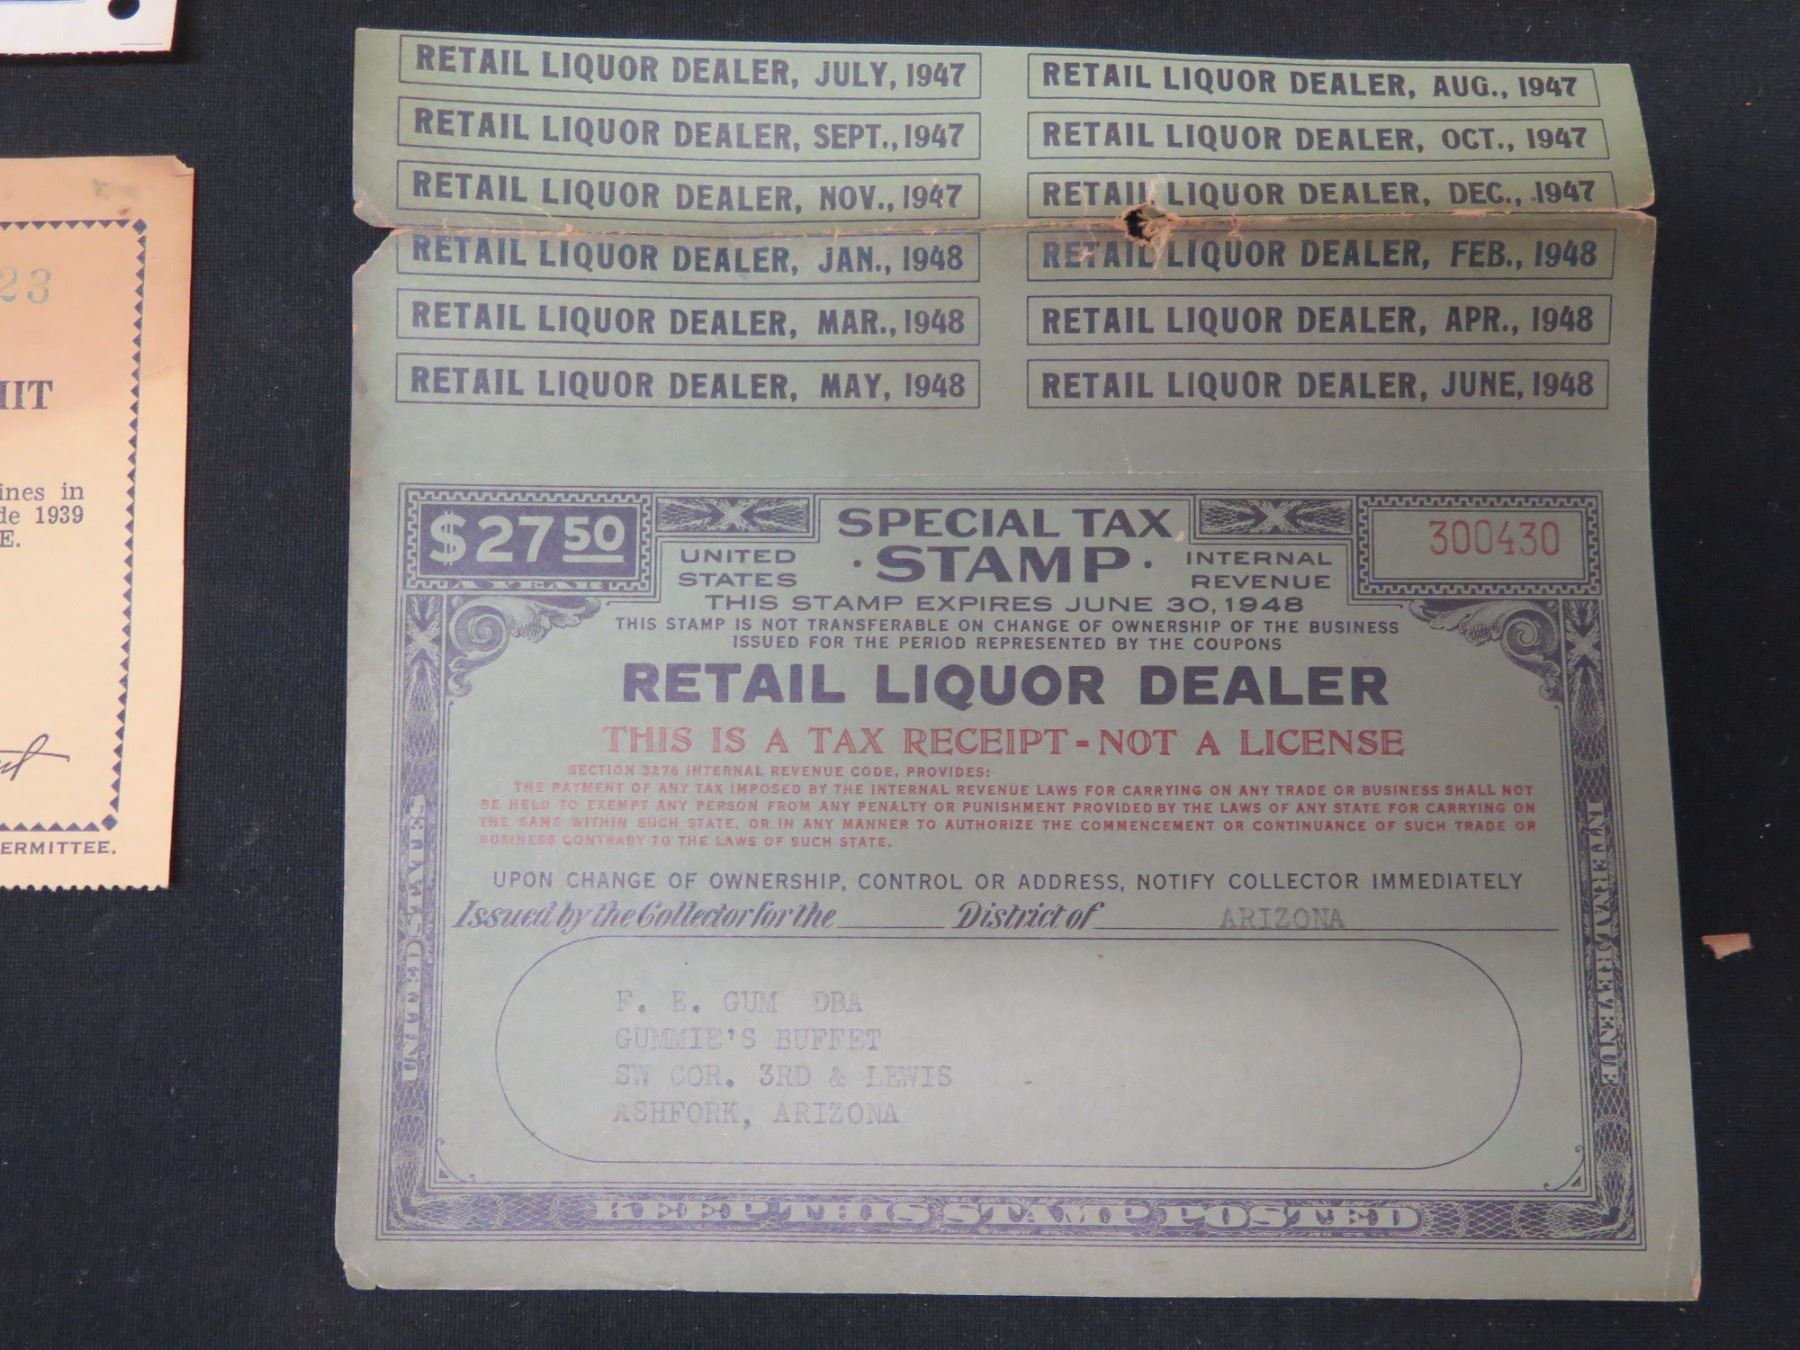 23
MIT
ines in
de 1939
E.
ERMITTEE.
RETAIL LIQUOR DEALER, JULY, 1947
RETAIL LIQUOR DEALER, AUG., 1947
RETAIL LIQUOR DEALER, SEPT., 1947
RETAIL LIQUOR DEALER, OCT., 1947
RETAIL LIQUOR DEALER, NOV., 1947
RETAIL LIQUOR DEALER, DEC., 1947
RETAIL LIQUOR DEALER, JAN., 1948
RETAIL LIQUOR DEALER, FEB., 1948
RETAIL LIQUOR DEALER, MAR., 1948
RETAIL LIQUOR DEALER, APR., 1948
RETAIL LIQUOR DEALER, MAY, 1948
RETAIL LIQUOR DEALER, JUNE, 1948
$27 50
A YEAR
SPECIAL TAX
300430
UNITED
STATES
· STAMP ·
INTERNAL
REVENUE
THIS STAMP EXPIRES JUNE 30, 1948
THIS STAMP IS NOT TRANSFERABLE ON CHANGE OF OWNERSHIP OF THE BUSINESS
ISSUED FOR THE PERIOD REPRESENTED BY THE COUPONS
RETAIL LIQUOR DEALER
THIS IS A TAX RECEIPT - NOT A LICENSE
SECTION 3276 INTERNAL REVENUE CODE, PROVIDES:
THE PAYMENT OF ANY TAX IMPOSED BY THE INTERNAL REVENUE LAWS FOR CARRYING ON ANY TRADE OR BUSINESS SHALL NOT
BE HELD TO EXEMPT ANY PERSON FROM ANY PENALTY OR PUNISHMENT PROVIDED BY THE LAWS OF ANY STATE FOR CARRYING ON
THE SAME WITHIN SUCH STATE, OR IN ANY MANNER TO AUTHORIZE THE COMMENCEMENT OR CONTINUANCE OF SUCH TRADE OR
BUSINESS CONTRARY TO THE LAWS OF SUCH STATE.
UPON CHANGE OF OWNERSHIP, CONTROL OR ADDRESS, NOTIFY COLLECTOR IMMEDIATELY
Issued by the Collector for the District of ARIZONA
F. E. GUM DBA
GUMMIE'S BUFFET
SW COR. 3RD & LEWIS
ASHFORK, ARIZONA
UNITED STATES
INTERNAL REVENUE
KEEP THIS STAMP POSTED